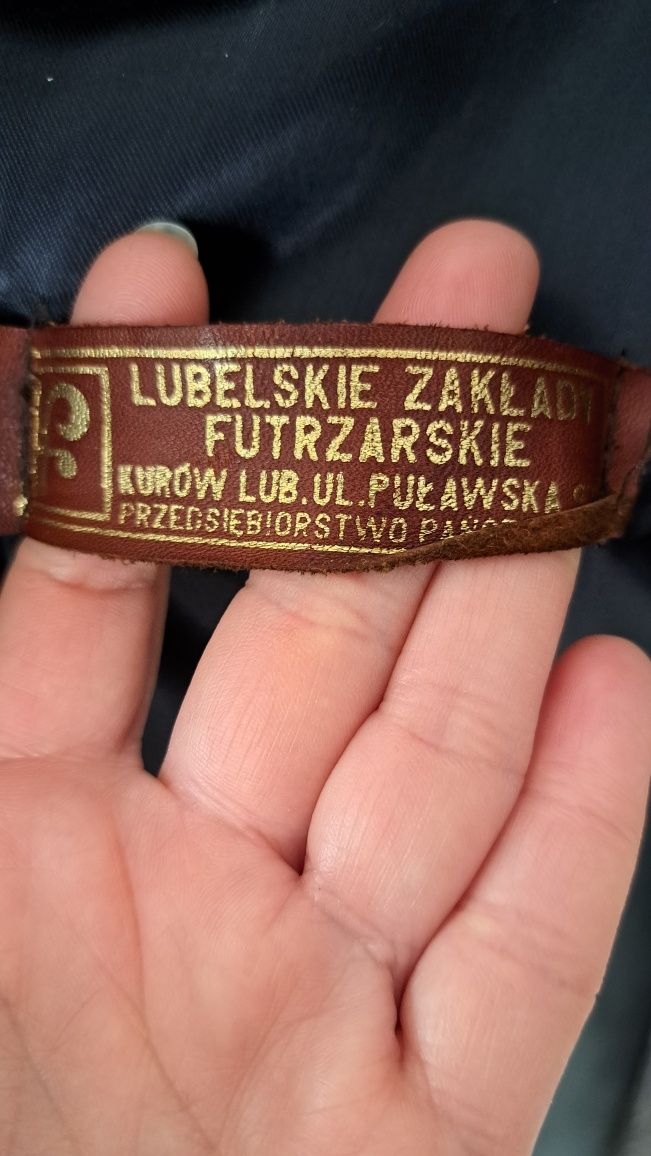 LUBELSKIE ZAKŁADY
FUTRZARSKIE
KURÓW LUB. UL. PUŁAWSKA
PRZEDSIĘBIORSTWO